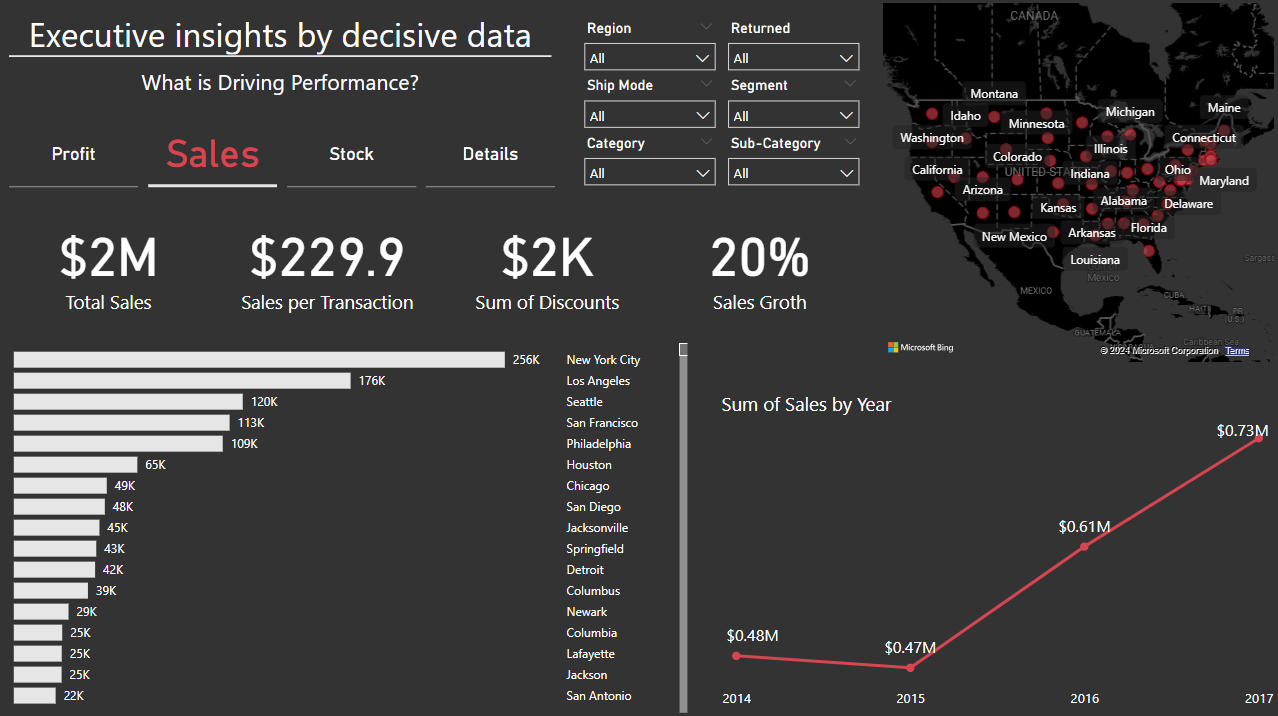 Executive insights by decisive data
What is Driving Performance?
Profit
Sales
Stock
Details
Region
All
Returned
All
Ship Mode
All
Segment
All
Category
All
Sub-Category
All
$2M
Total Sales
$229.9
Sales per Transaction
$2K
Sum of Discounts
20%
Sales Groth
CANADA
Montana
Idaho
Minnesota
Michigan
Maine
Washington
Connecticut
Illinois
Colorado
California
UNITED STA
Indiana
Ohio
Maryland
Arizona
Kansas
Alabama
Delaware
New Mexico
Arkansas
Florida
Louisiana
Gulf of
Mexico
Sargass
MEXICO
CUBA
HAITI
PR
(U.S.)
GUATEMALA
Caribbean Sea
Microsoft Bing
© 2024 Microsoft Corporation Terms
256K New York City
176K Los Angeles
120K Seattle
113K San Francisco
109K Philadelphia
65K Houston
49K Chicago
48K San Diego
45K Jacksonville
43K Springfield
42K Detroit
39K Columbus
29K Newark
25K Columbia
25K Lafayette
25K Jackson
22K San Antonio
Sum of Sales by Year
$0.48M
$0.47M
$0.61M
$0.73M
2014
2015
2016
2017